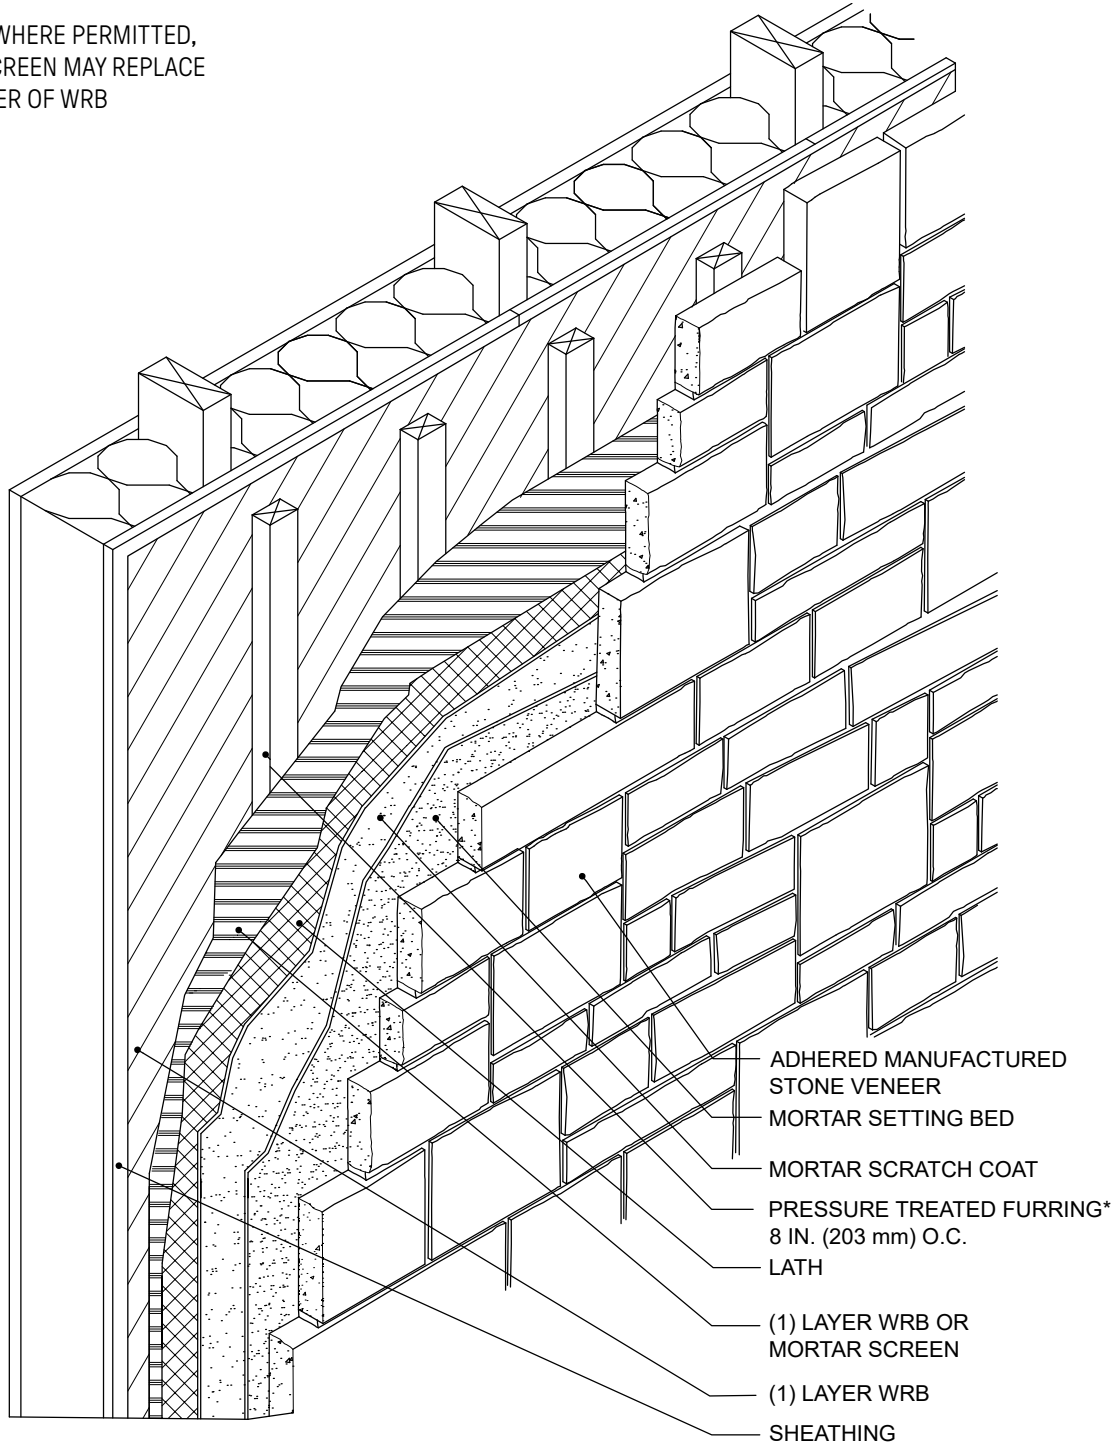 WHERE PERMITTED,
CREEN MAY REPLACE
ER OF WRB
ADHERED MANUFACTURED
STONE VENEER
MORTAR SETTING BED
MORTAR SCRATCH COAT
PRESSURE TREATED FURRING*
8 IN. (203 mm) O.C.
LATH
(1) LAYER WRB OR
MORTAR SCREEN
(1) LAYER WRB
SHEATHING